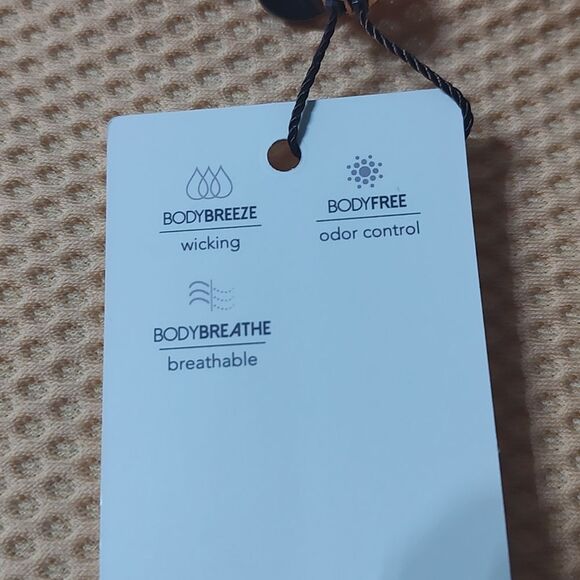 BODYBREEZE
wicking
BODYFREE
odor control
BODYBREATHE
breathable